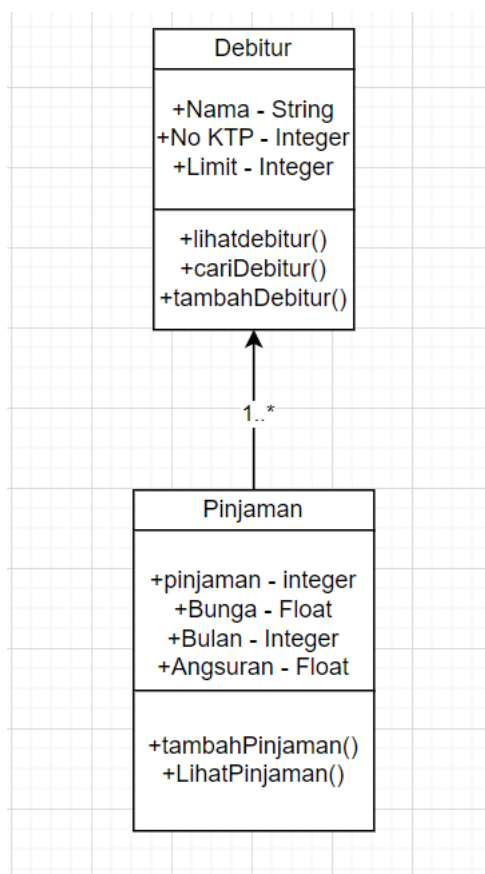 Debitur
+Nama - String
+No KTP - Integer
+Limit - Integer
+lihatdebitur()
+cariDebitur()
+tambahDebitur()
1..*
Pinjaman
+pinjaman - integer
+Bunga - Float
+Bulan - Integer
+Angsuran - Float
+tambahPinjaman()
+LihatPinjaman()